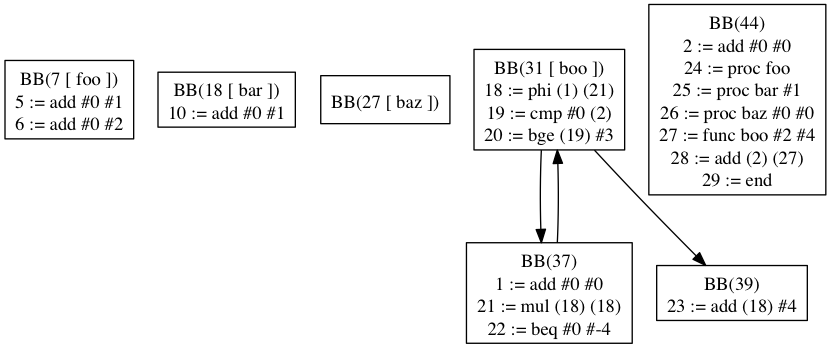 BB(7 [ foo ])
5 := add #0 #1
6 := add #0 #2
BB(18 [ bar ])
10 := add #0 #1
BB(27 [ baz ])
BB(31 [ boo ])
18 := phi (1) (21)
19 := cmp #0 (2)
20 := bge (19) #3
BB(44)
2 := add #0 #0
24 := proc foo
25 := proc bar #1
26 := proc baz #0 #0
27 := func boo #2 #4
28 := add (2) (27)
29 := end
BB(37)
1 := add #0 #0
21 := mul (18) (18)
22 := beq #0 #-4
BB(39)
23 := add (18) #4